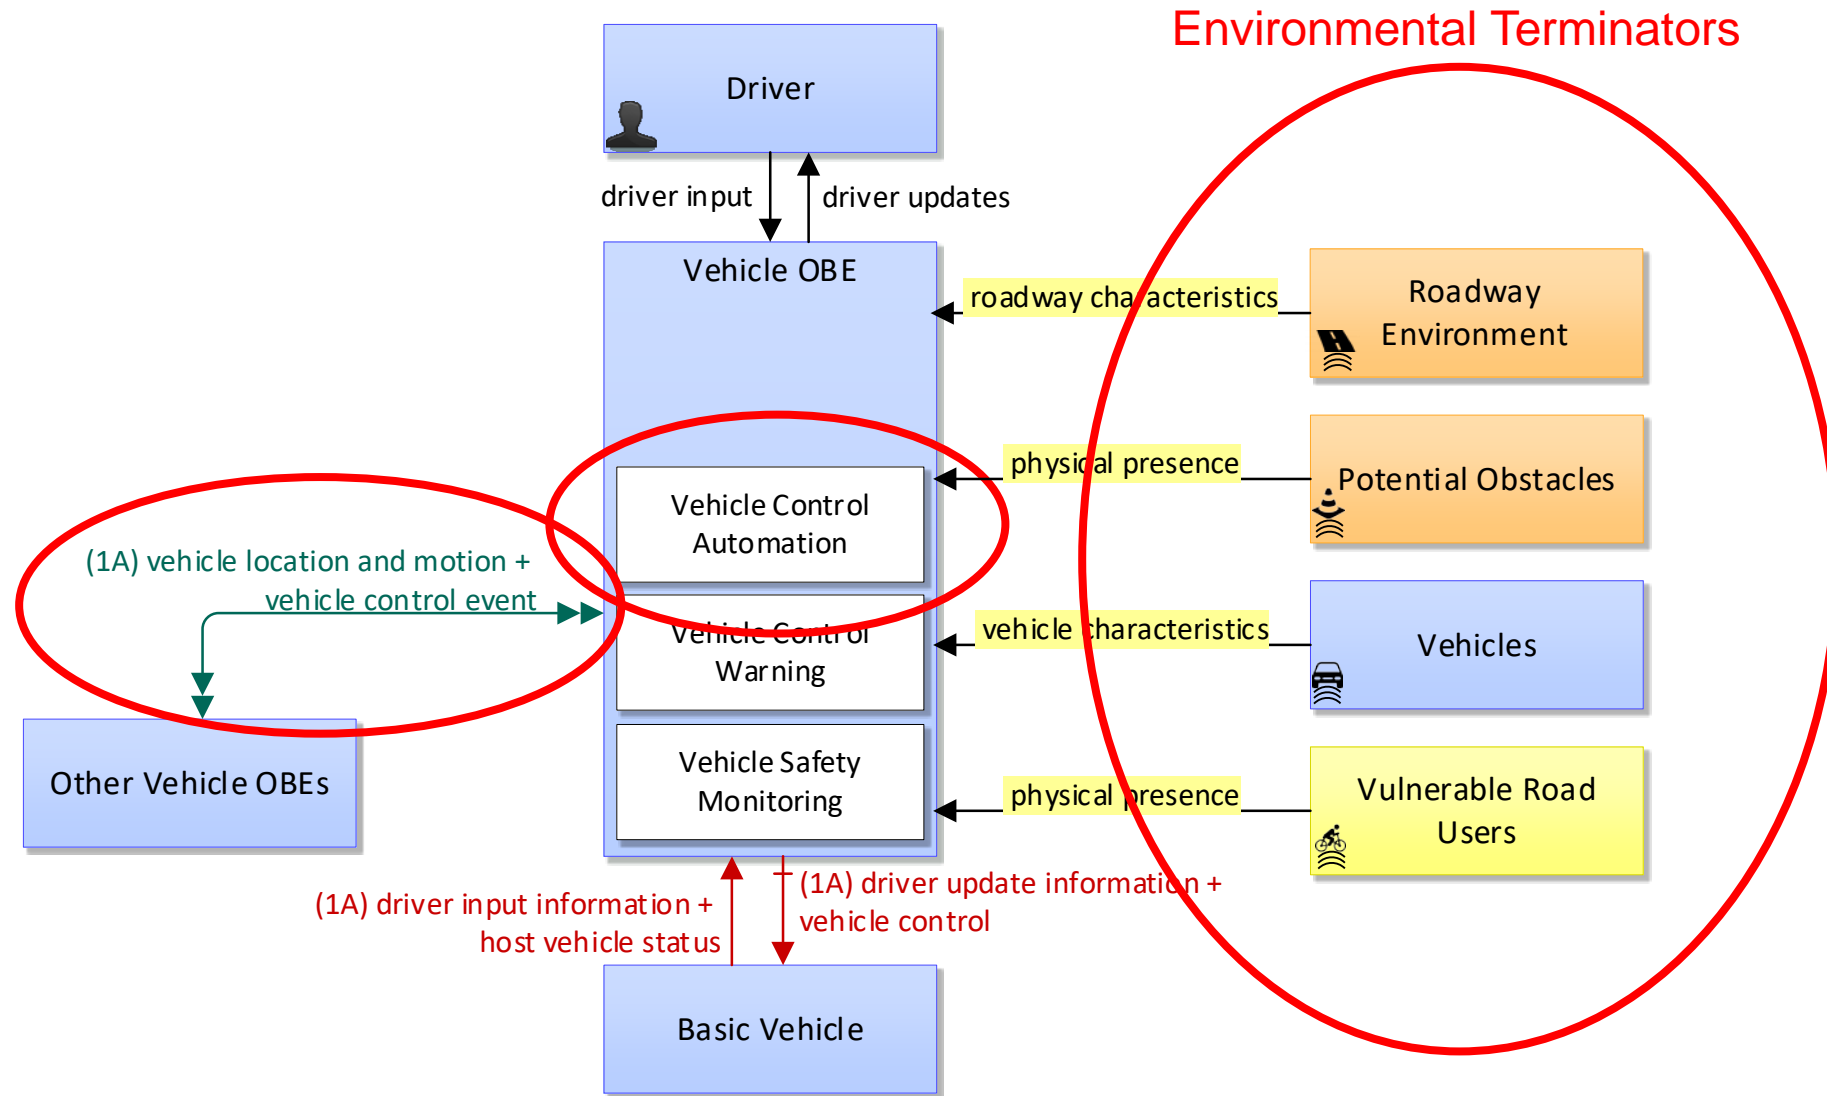 Environmental Terminators
Driver
driver input
driver updates
Vehicle OBE
roadway characteristics
Roadway
Environment
physical presence
Potential Obstacles
Vehicle Control
Automation
(1A) vehicle location and motion +
vehicle control event
vehicle characteristics
Vehicles
Vehicle Control
Warning
Other Vehicle OBEs
Vehicle Safety
Monitoring
physical presence
Vulnerable Road
Users
(1A) driver input information +
host vehicle status
(1A) driver update information +
vehicle control
Basic Vehicle